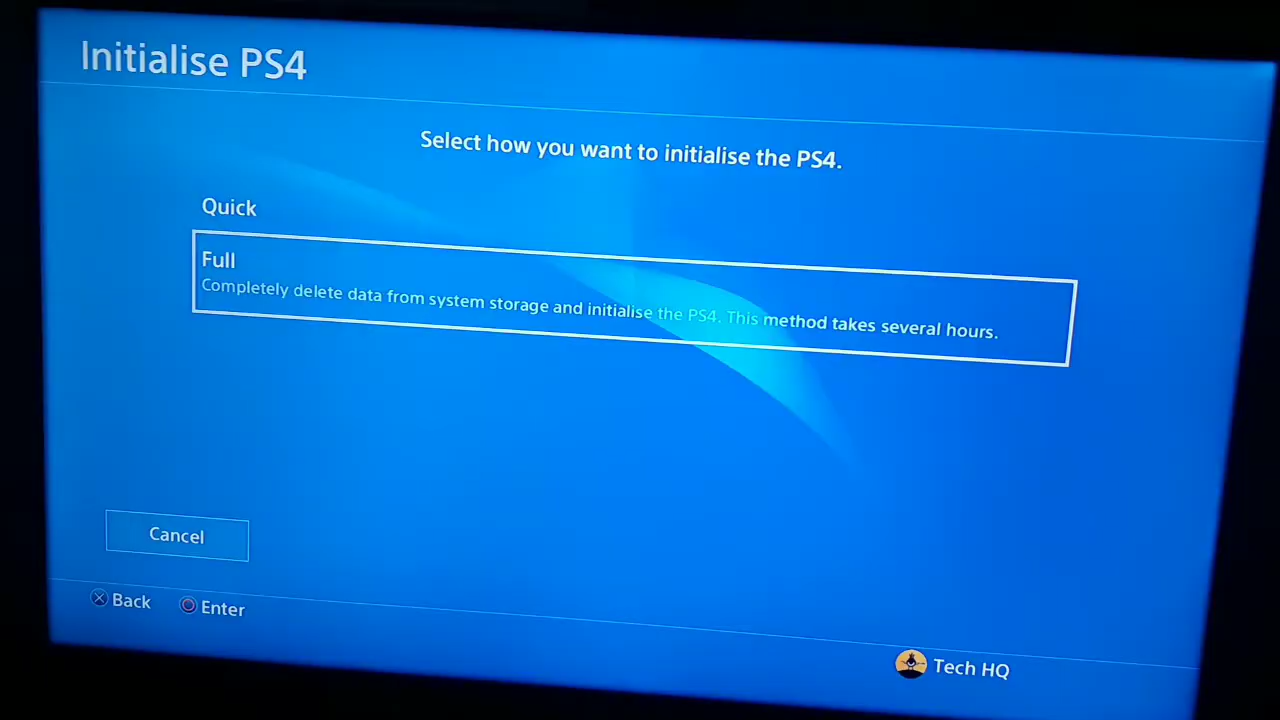 Initialise PS4
Select how you want to initialise the PS4.
Quick
Full
Completely delete data from system storage and initialise the PS4. This method takes several hours.
Cancel
Back
Enter
Tech HQ